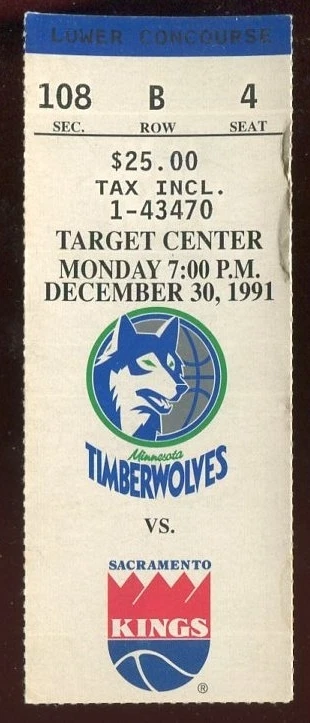 LOWER CONCOURSE
108 B 4
SEC. ROW SEAT
$25.00
TAX INCL.
1-43470
TARGET CENTER
MONDAY 7:00 P.M.
DECEMBER 30, 1991
Minnesota
TIMBERWOLVES
VS.
SACRAMENTO
KINGS
®